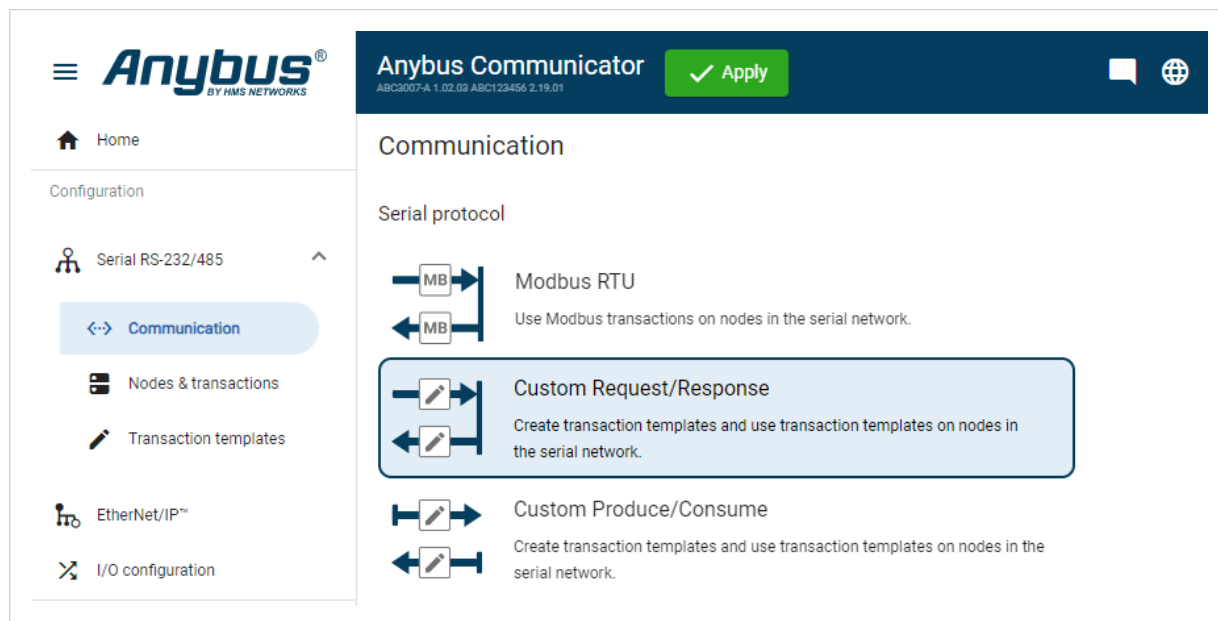 Anybus®
BY HMS NETWORKS
Anybus Communicator
ABC3007-A 1.02.03 ABC123456 2.19.01
Apply
Home
Configuration
Serial RS-232/485
Communication
Nodes & transactions
Transaction templates
EtherNet/IP™
I/O configuration
Communication
Serial protocol
MB
MB
Modbus RTU
Use Modbus transactions on nodes in the serial network.
Custom Request/Response
Create transaction templates and use transaction templates on nodes in
the serial network.
Custom Produce/Consume
Create transaction templates and use transaction templates on nodes in the
serial network.